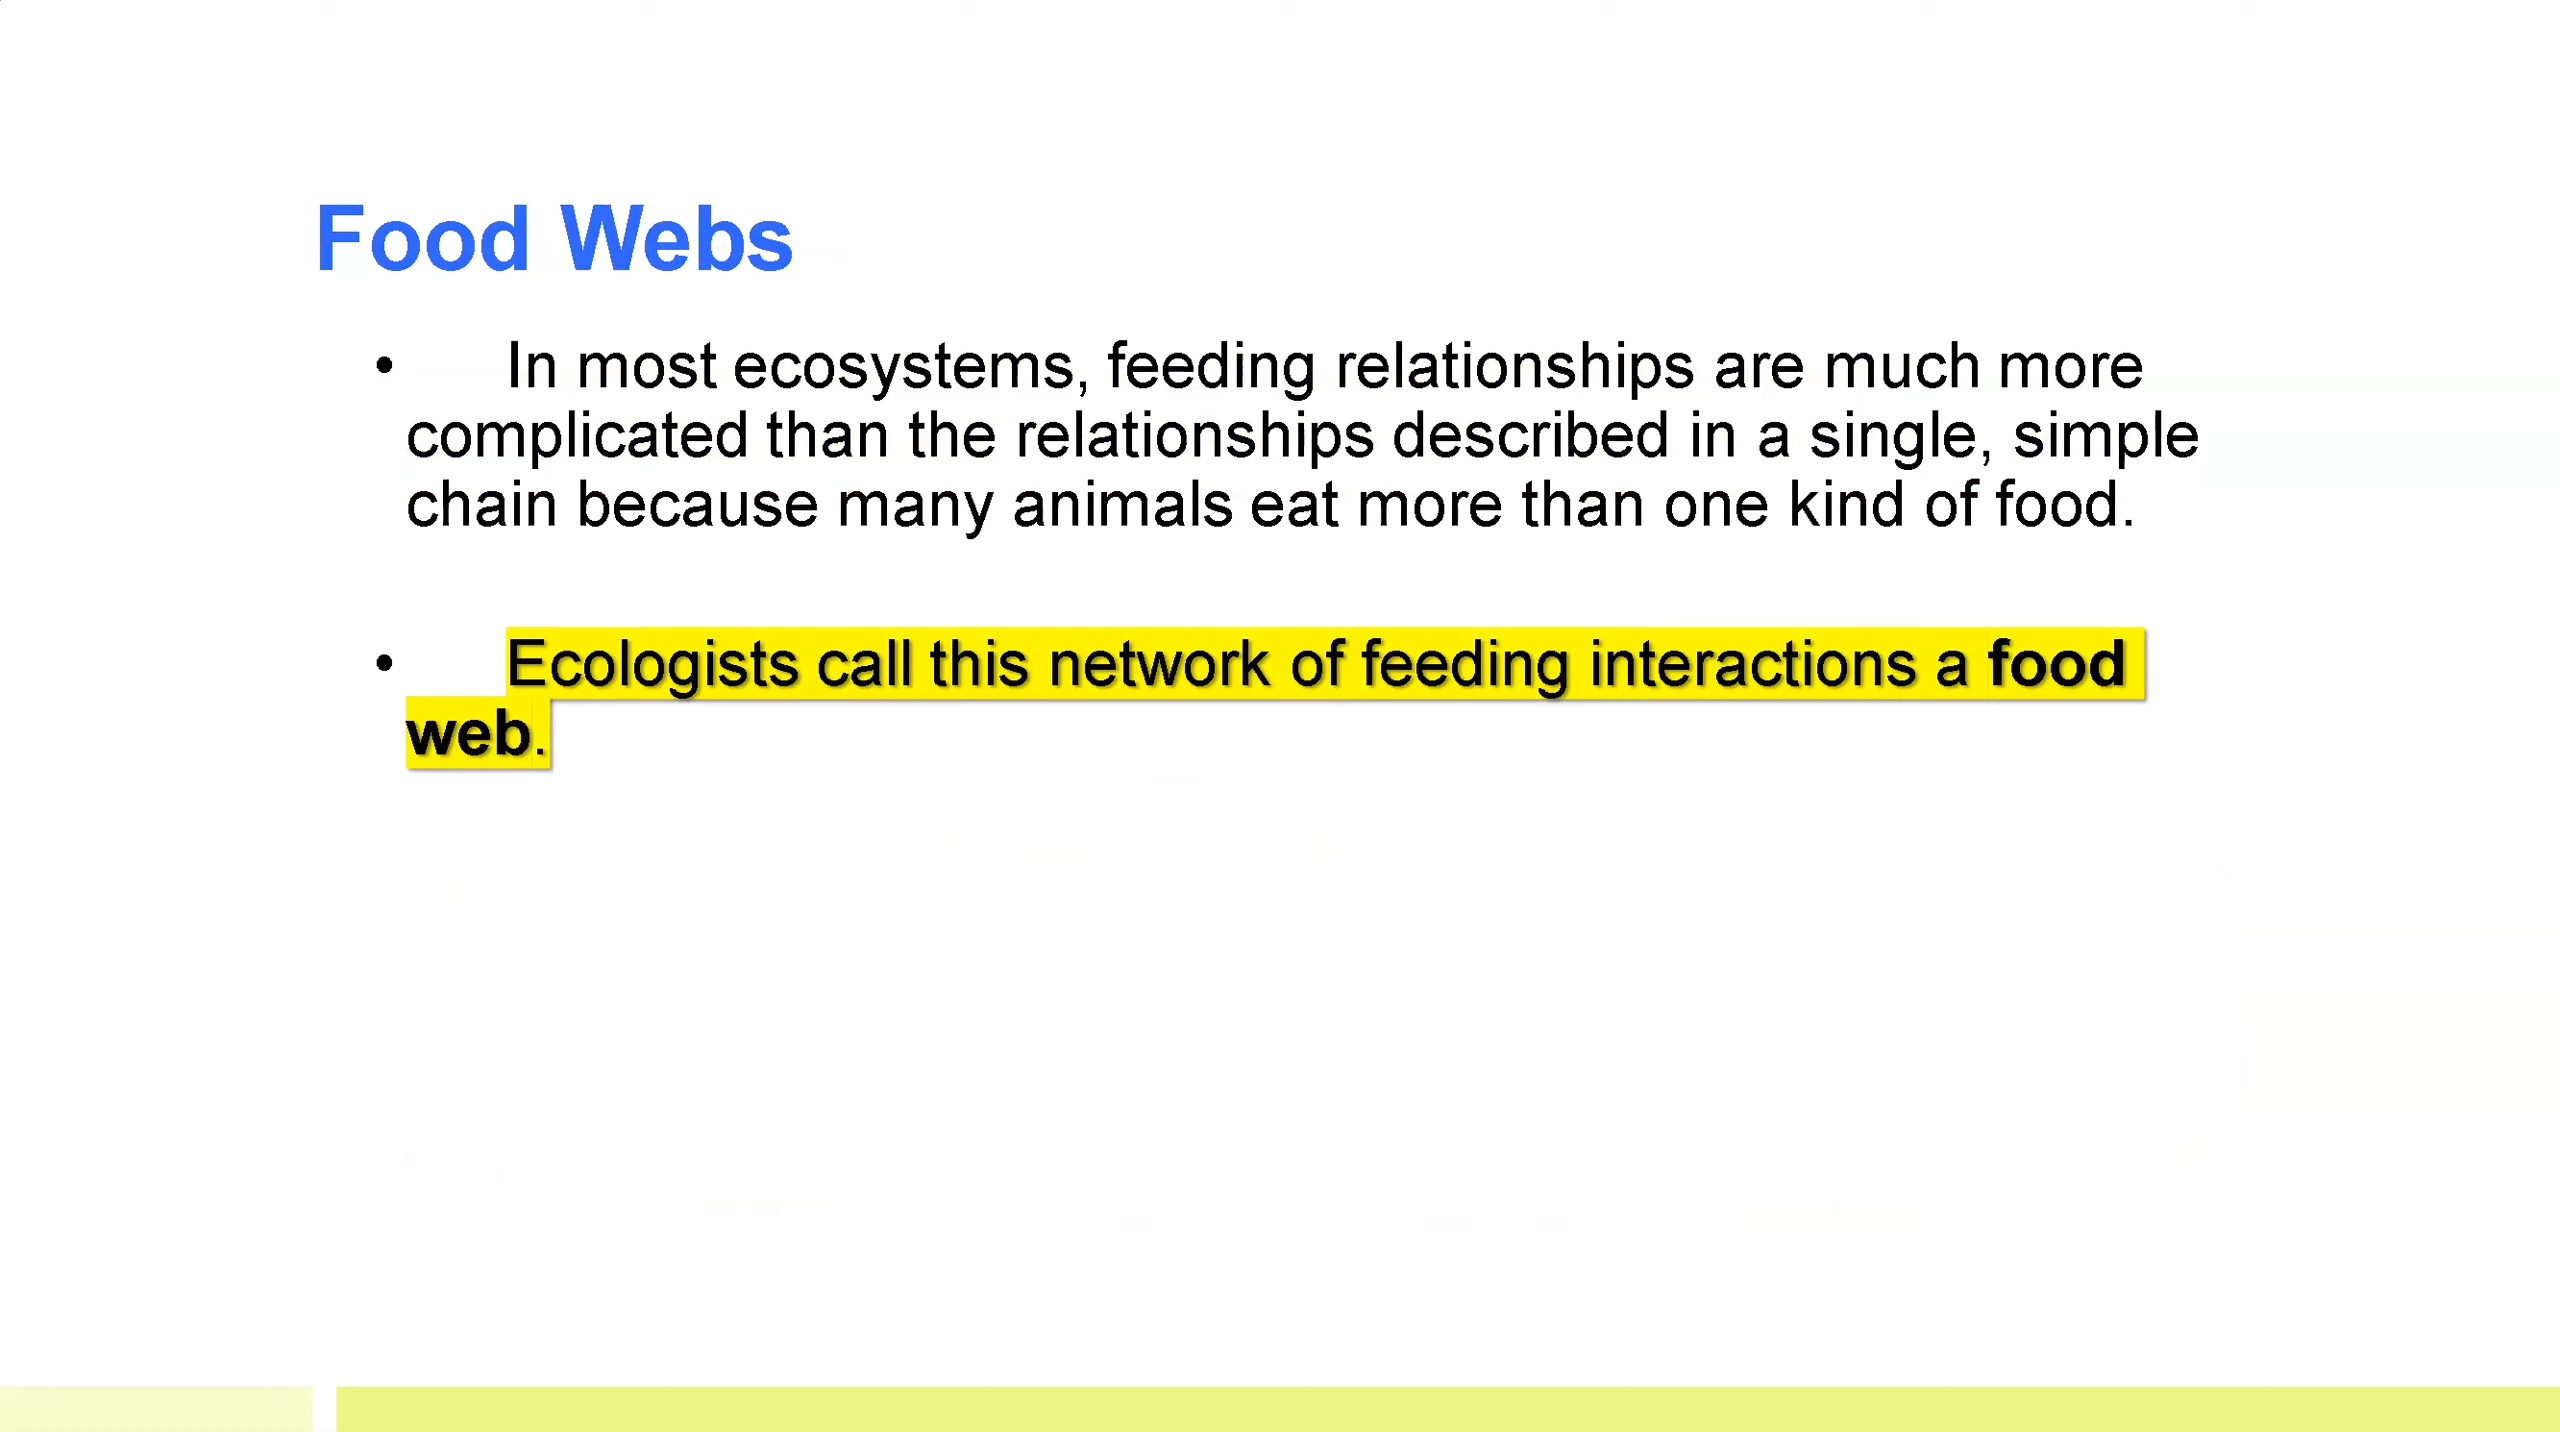 Food Webs
• In most ecosystems, feeding relationships are much more
complicated than the relationships described in a single, simple
chain because many animals eat more than one kind of food.
• Ecologists call this network of feeding interactions a food
web.